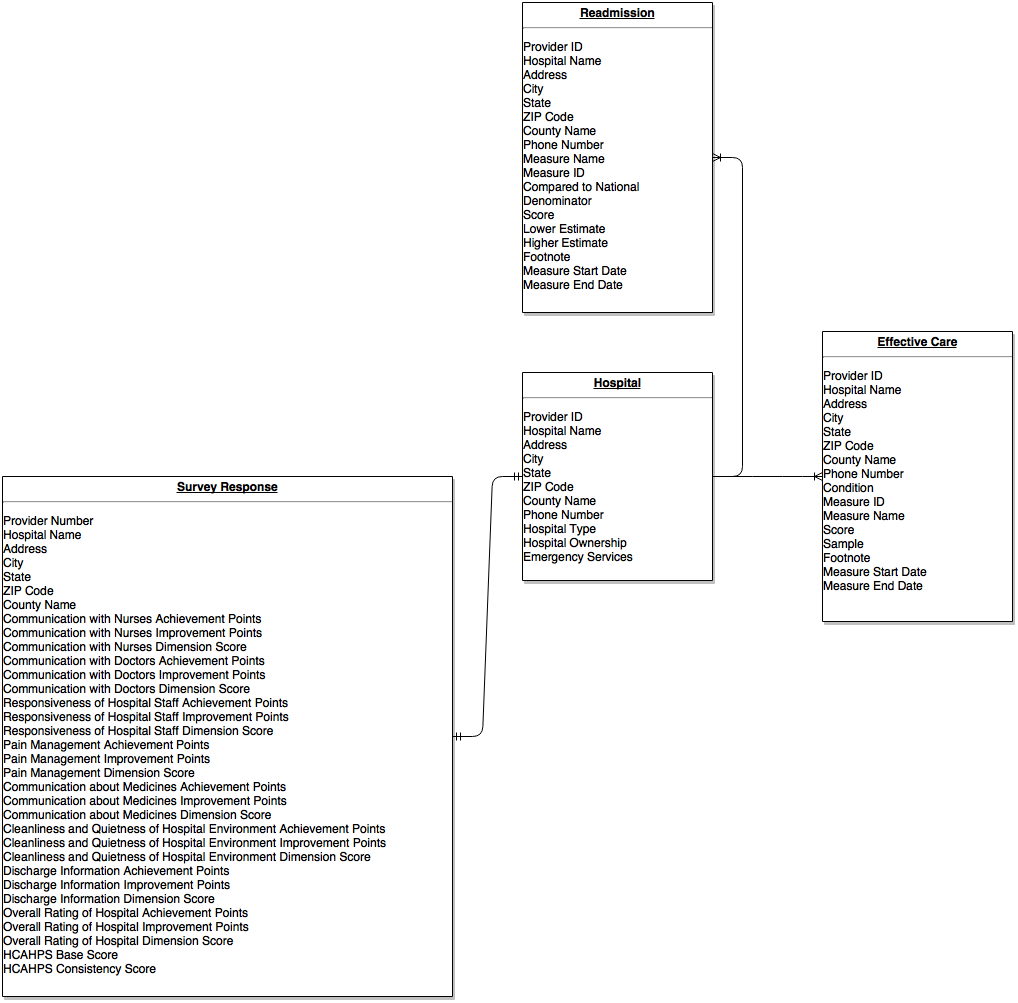 Readmission
Provider ID
Hospital Name
Address
City
State
ZIP Code
County Name
Phone Number
Measure Name
Measure ID
Compared to National
Denominator
Score
Lower Estimate
Higher Estimate
Footnote
Measure Start Date
Measure End Date
Effective Care
Provider ID
Hospital Name
Address
City
State
ZIP Code
County Name
Phone Number
Condition
Measure ID
Measure Name
Score
Sample
Footnote
Measure Start Date
Measure End Date
Hospital
Provider ID
Hospital Name
Address
City
State
ZIP Code
County Name
Phone Number
Hospital Type
Hospital Ownership
Emergency Services
Survey Response
Provider Number
Hospital Name
Address
City
State
ZIP Code
County Name
Communication with Nurses Achievement Points
Communication with Nurses Improvement Points
Communication with Nurses Dimension Score
Communication with Doctors Achievement Points
Communication with Doctors Improvement Points
Communication with Doctors Dimension Score
Responsiveness of Hospital Staff Achievement Points
Responsiveness of Hospital Staff Improvement Points
Responsiveness of Hospital Staff Dimension Score
Pain Management Achievement Points
Pain Management Improvement Points
Pain Management Dimension Score
Communication about Medicines Achievement Points
Communication about Medicines Improvement Points
Communication about Medicines Dimension Score
Cleanliness and Quietness of Hospital Environment Achievement Points
Cleanliness and Quietness of Hospital Environment Improvement Points
Cleanliness and Quietness of Hospital Environment Dimension Score
Discharge Information Achievement Points
Discharge Information Improvement Points
Discharge Information Dimension Score
Overall Rating of Hospital Achievement Points
Overall Rating of Hospital Improvement Points
Overall Rating of Hospital Dimension Score
HCAHPS Base Score
HCAHPS Consistency Score